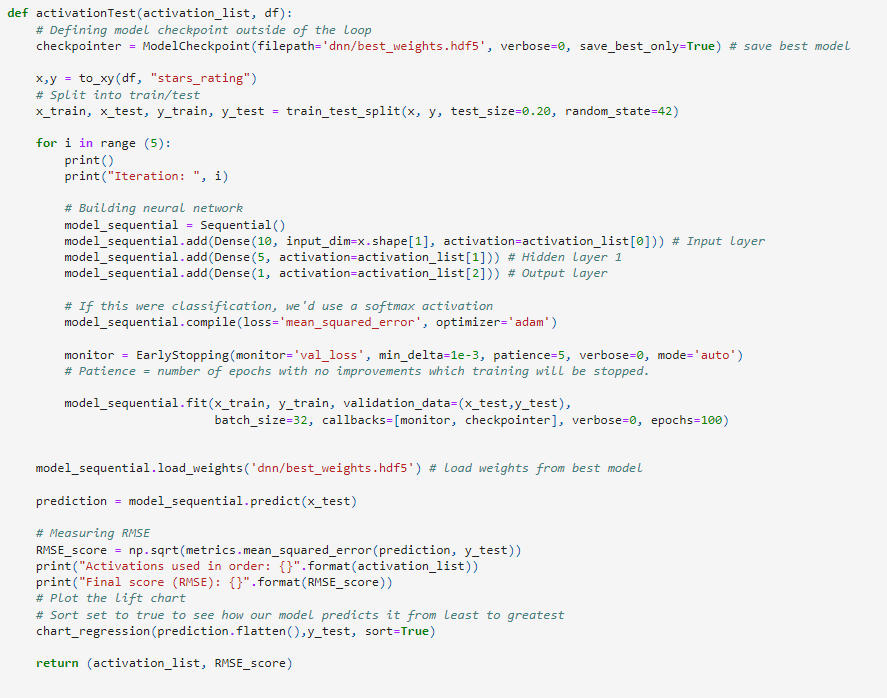 def activationTest(activation_list, df):
    # Defining model checkpoint outside of the loop
    checkpointer = ModelCheckpoint(filepath='dnn/best_weights.hdf5', verbose=0, save_best_only=True) # save best model
    x,y = to_xy(df, "stars_rating")
    # Split into train/test
    x_train, x_test, y_train, y_test = train_test_split(x, y, test_size=0.20, random_state=42)
    for i in range (5):
        print()
        print("Iteration: ", i)
        # Building neural network
        model_sequential = Sequential()
        model_sequential.add(Dense(10, input_dim=x.shape[1], activation=activation_list[0])) # Input layer
        model_sequential.add(Dense(5, activation=activation_list[1])) # Hidden layer 1
        model_sequential.add(Dense(1, activation=activation_list[2])) # Output layer
        # If this were classification, we'd use a softmax activation
        model_sequential.compile(loss='mean_squared_error', optimizer='adam')
        monitor = EarlyStopping(monitor='val_loss', min_delta=1e-3, patience=5, verbose=0, mode='auto')
        # Patience = number of epochs with no improvements which training will be stopped.
        model_sequential.fit(x_train, y_train, validation_data=(x_test,y_test),
                             batch_size=32, callbacks=[monitor, checkpointer], verbose=0, epochs=100)
    model_sequential.load_weights('dnn/best_weights.hdf5') # load weights from best model
    prediction = model_sequential.predict(x_test)
    # Measuring RMSE
    RMSE_score = np.sqrt(metrics.mean_squared_error(prediction, y_test))
    print("Activations used in order: {}".format(activation_list))
    print("Final score (RMSE): {}".format(RMSE_score))
    # Plot the lift chart
    # Sort set to true to see how our model predicts it from least to greatest
    chart_regression(prediction.flatten(),y_test, sort=True)
    return (activation_list, RMSE_score)